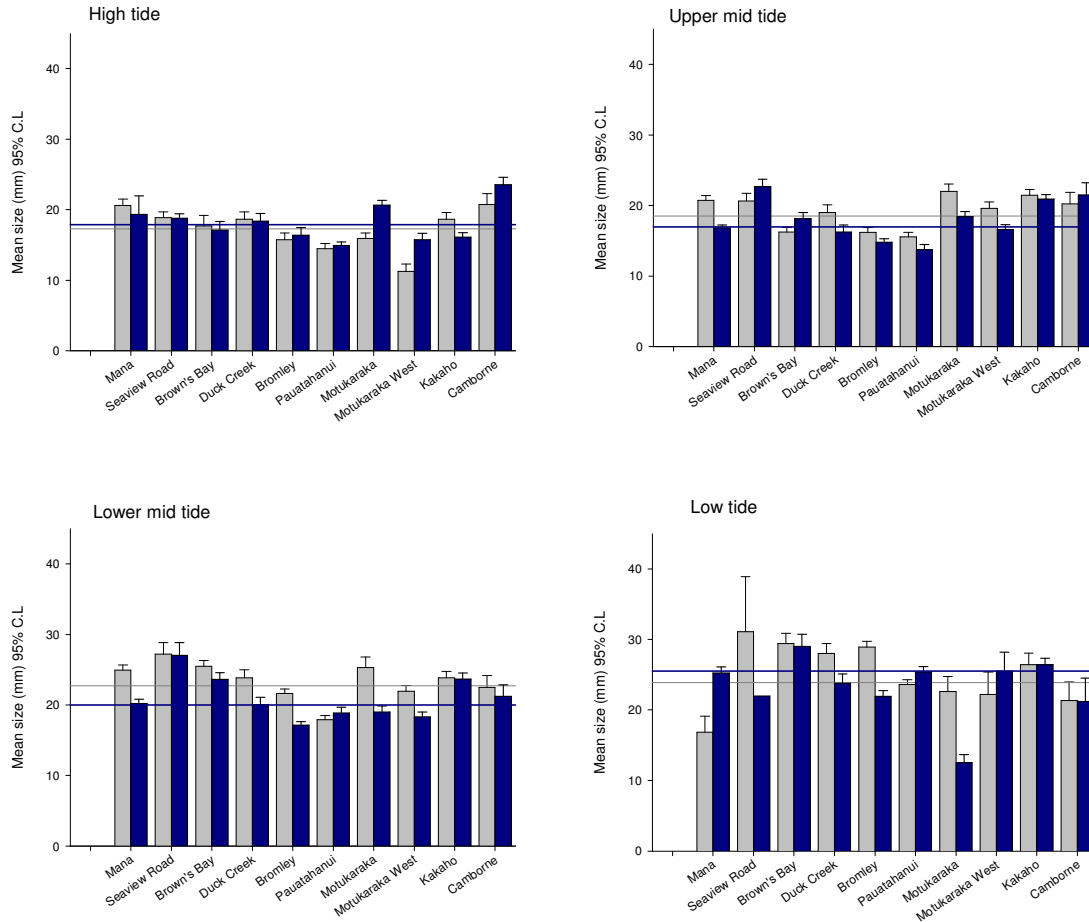 High tide
Mean size (mm) 95% C.L
40
30
20
10
0
Mana
Seaview Road
Brown's Bay
Duck Creek
Bromley
Pauatahanui
Motukaraka
Motukaraka West
Kakaho
Camborne
Upper mid tide
Mean size (mm) 95% C.L
40
30
20
10
0
Mana
Seaview Road
Brown's Bay
Duck Creek
Bromley
Pauatahanui
Motukaraka
Motukaraka West
Kakaho
Camborne
Lower mid tide
Mean size (mm) 95% C.L
40
30
20
10
0
Mana
Seaview Road
Brown's Bay
Duck Creek
Bromley
Pauatahanui
Motukaraka
Motukaraka West
Kakaho
Camborne
Low tide
Mean size (mm) 95% C.L
40
30
20
10
0
Mana
Seaview Road
Brown's Bay
Duck Creek
Bromley
Pauatahanui
Motukaraka
Motukaraka West
Kakaho
Camborne